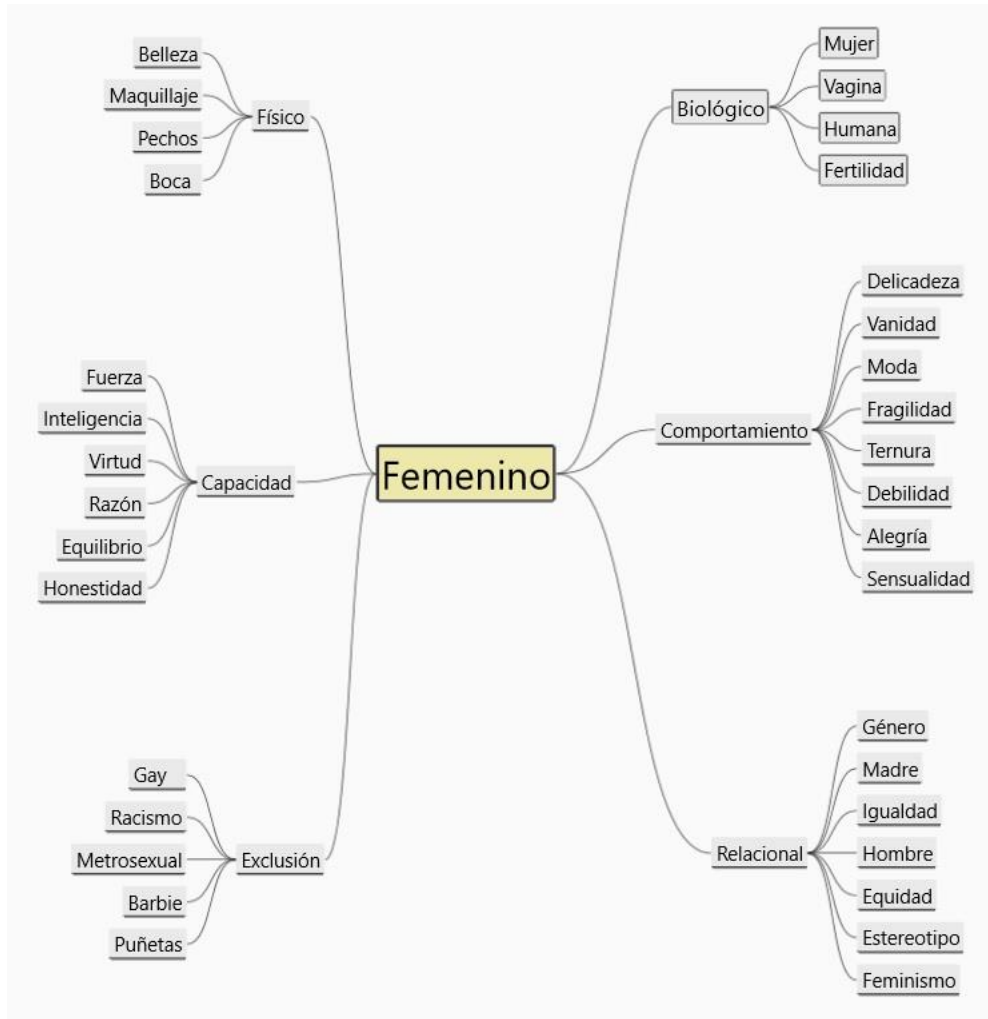 Femenino
Físico
Belleza
Maquillaje
Pechos
Boca
Capacidad
Fuerza
Inteligencia
Virtud
Razón
Equilibrio
Honestidad
Exclusión
Gay
Racismo
Metrosexual
Barbie
Puñetas
Biológico
Mujer
Vagina
Humana
Fertilidad
Comportamiento
Delicadeza
Vanidad
Moda
Fragilidad
Ternura
Debilidad
Alegría
Sensualidad
Relacional
Género
Madre
Igualdad
Hombre
Equidad
Estereotipo
Feminismo